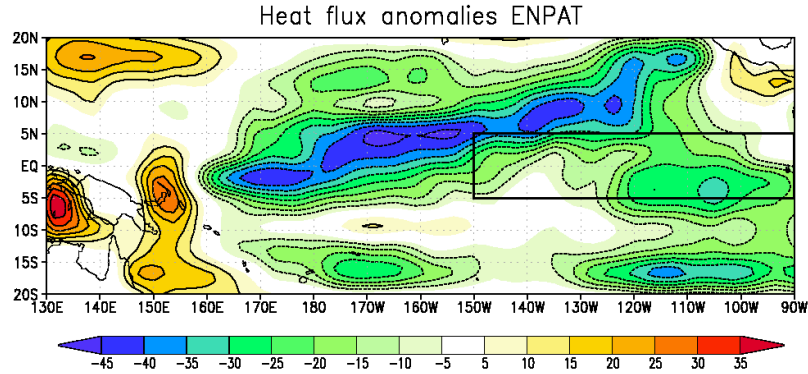 Heat flux anomalies ENPAT
20N
15N
10N
5N
EQ
5S
10S
15S
20S
130E 140E 150E 160E 170E 180 170W 160W 150W 140W 130W 120W 110W 100W 90W
-45 -40 -35 -30 -25 -20 -15 -10 -5 5 10 15 20 25 30 35